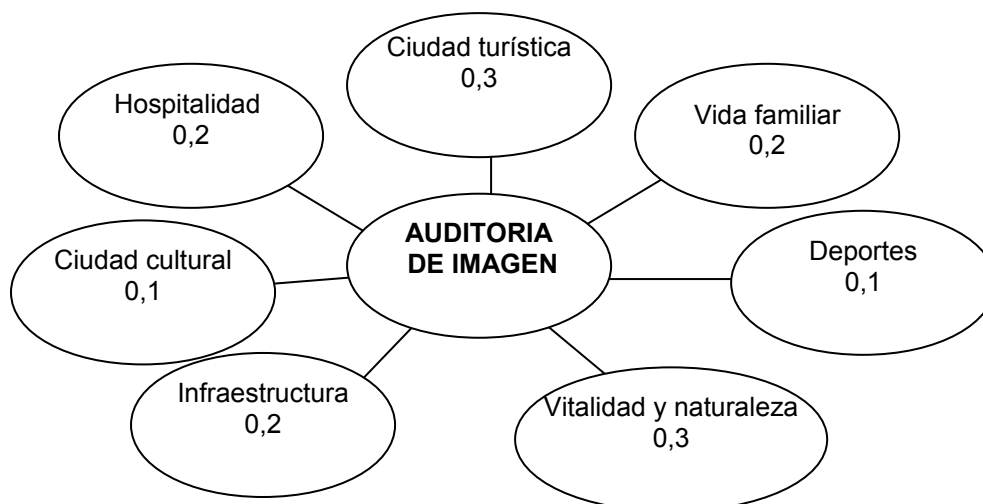 Ciudad turística
0,3
Hospitalidad
0,2
Vida familiar
0,2
AUDITORIA
DE IMAGEN
Ciudad cultural
0,1
Deportes
0,1
Infraestructura
0,2
Vitalidad y naturaleza
0,3